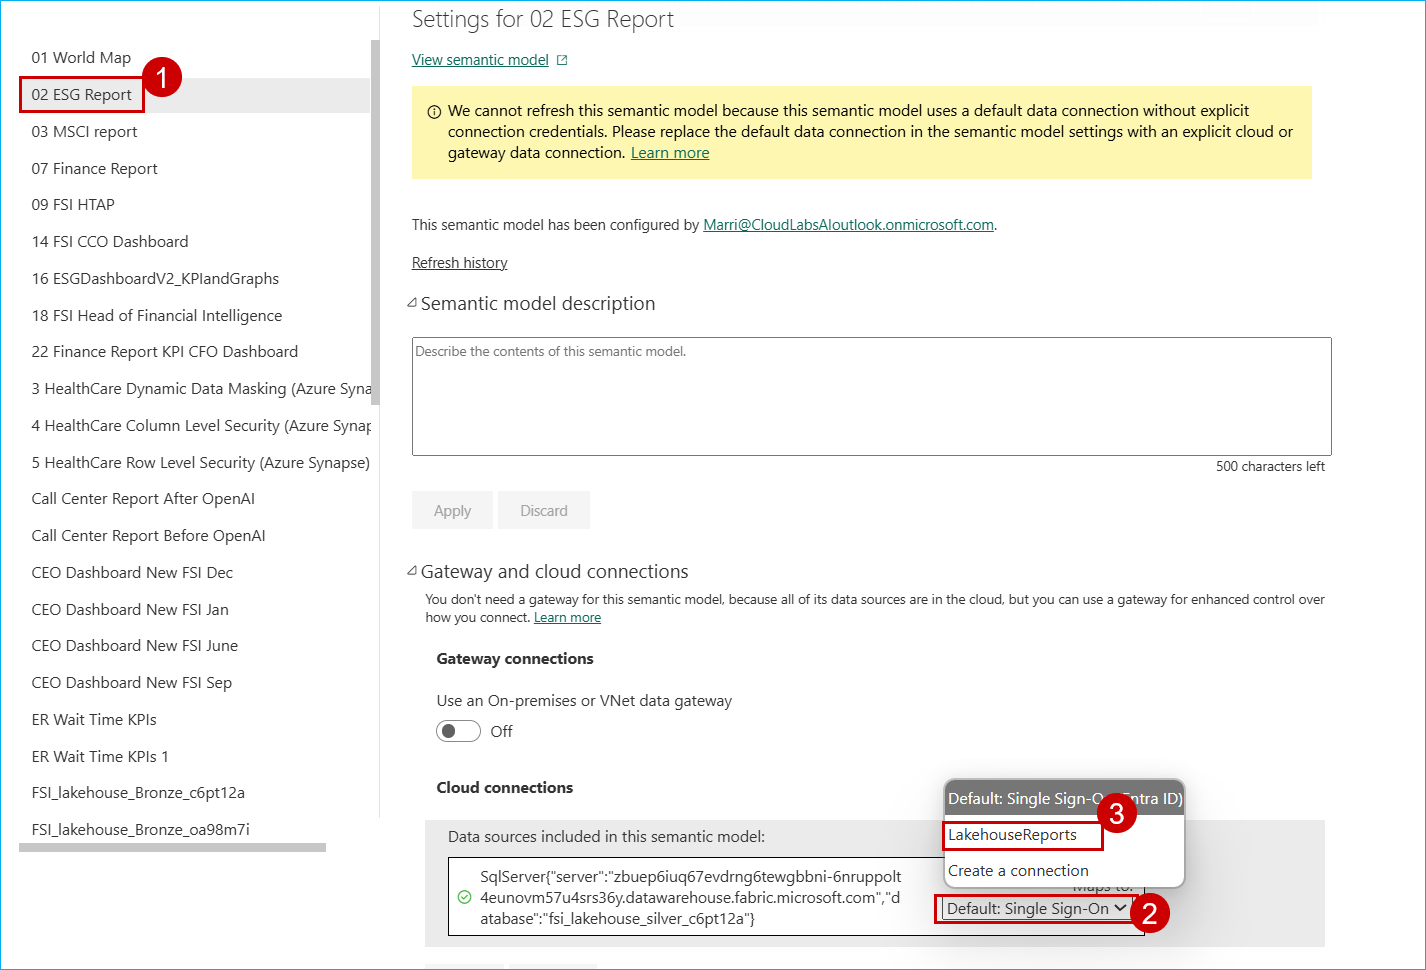 Settings for 02 ESG Report
01 World Map
02 ESG Report
1
03 MSCI report
07 Finance Report
09 FSI HTAP
14 FSI CCO Dashboard
16 ESGDashboardV2_KPIandGraphs
18 FSI Head of Financial Intelligence
22 Finance Report KPI CFO Dashboard
3 HealthCare Dynamic Data Masking (Azure Syna
4 HealthCare Column Level Security (Azure Synap
5 HealthCare Row Level Security (Azure Synapse)
Call Center Report After OpenAI
Call Center Report Before OpenAI
CEO Dashboard New FSI Dec
CEO Dashboard New FSI Jan
CEO Dashboard New FSI June
CEO Dashboard New FSI Sep
ER Wait Time KPIs
ER Wait Time KPIs 1
FSI_lakehouse_Bronze_c6pt12a
FSI_lakehouse_Bronze_oa98m7i
View semantic model
We cannot refresh this semantic model because this semantic model uses a default data connection without explicit
connection credentials. Please replace the default data connection in the semantic model settings with an explicit cloud or
gateway data connection. Learn more
This semantic model has been configured by Marri@CloudLabsAIoutlook.onmicrosoft.com.
Refresh history
Semantic model description
Describe the contents of this semantic model.
500 characters left
Apply Discard
Gateway and cloud connections
You don't need a gateway for this semantic model, because all of its data sources are in the cloud, but you can use a gateway for enhanced control over
how you connect. Learn more
Gateway connections
Use an On-premises or VNet data gateway
Off
Cloud connections
Data sources included in this semantic model:
SqlServer{"server":"zbuep6iuq67evdrng6tewgbbni-6nruppolt
4eunovm57u4srs36y.datawarehouse.fabric.microsoft.com","d
atabase":"fsi_lakehouse_silver_c6pt12a"}
Default: Single Sign-O Entra ID)
3
LakehouseReports
Create a connection
Maps to:
Default: Single Sign-On
2